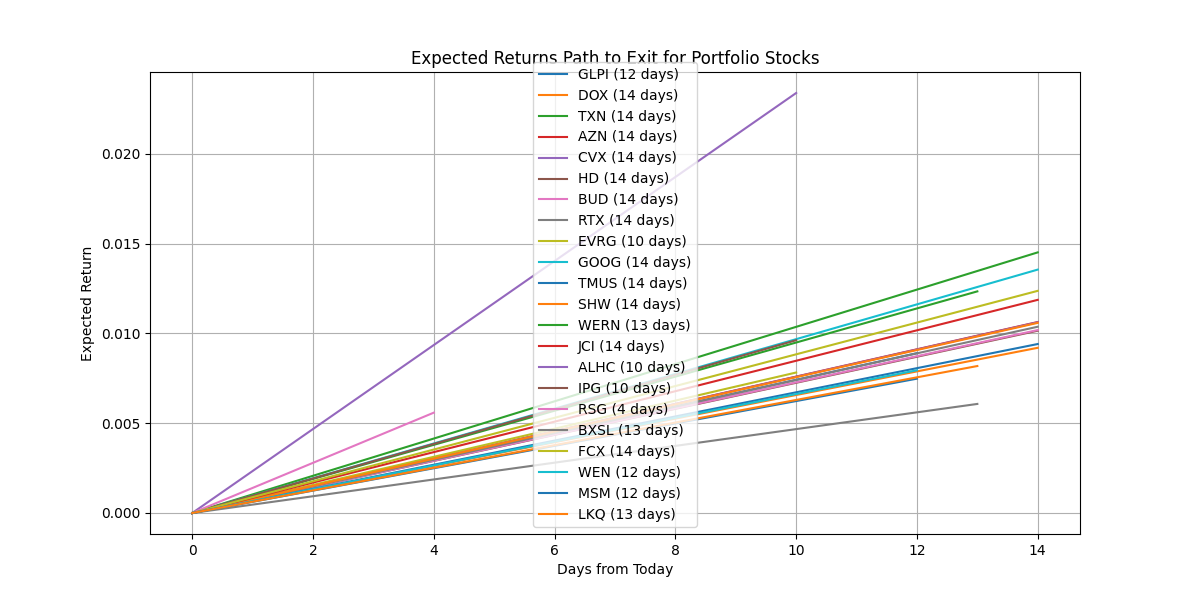 Expected Returns Path to Exit for Portfolio Stocks
GLPI (12 days)
DOX (14 days)
TXN (14 days)
AZN (14 days)
CVX (14 days)
HD (14 days)
BUD (14 days)
RTX (14 days)
EVRG (10 days)
GOOG (14 days)
TMUS (14 days)
SHW (14 days)
WERN (13 days)
JCI (14 days)
ALHC (10 days)
IPG (10 days)
RSG (4 days)
BXSL (13 days)
FCX (14 days)
WEN (12 days)
MSM (12 days)
LKQ (13 days)
Expected Return
0.020
0.015
0.010
0.005
0.000
0 2 4 6 8 10 12 14
Days from Today